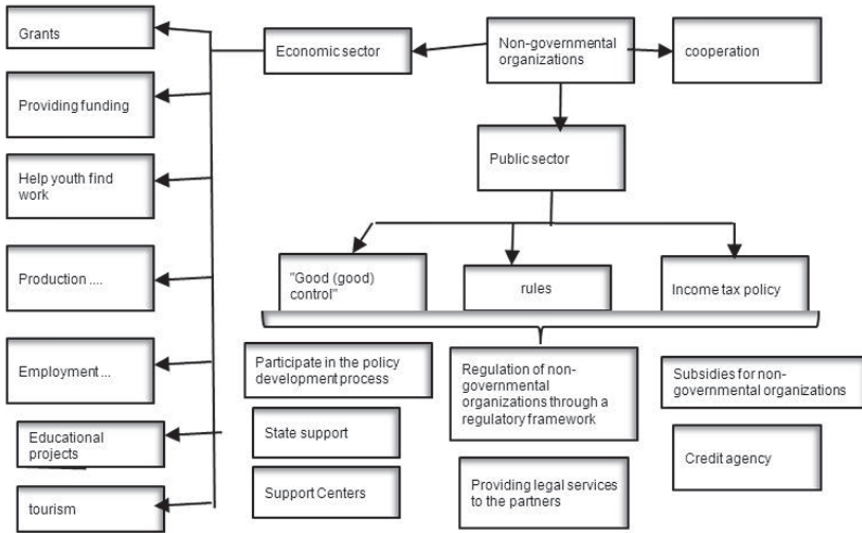 Grants
Economic sector
Non-governmental
organizations
cooperation
Providing funding
Public sector
Help youth find
work
Production ....
"Good (good)
control"
rules
Income tax policy
Employment ...
Participate in the policy
development process
Regulation of non-
governmental
organizations through a
regulatory framework
Subsidies for non-
governmental organizations
Educational
projects
State support
Credit agency
Support Centers
Providing legal services
to the partners
tourism